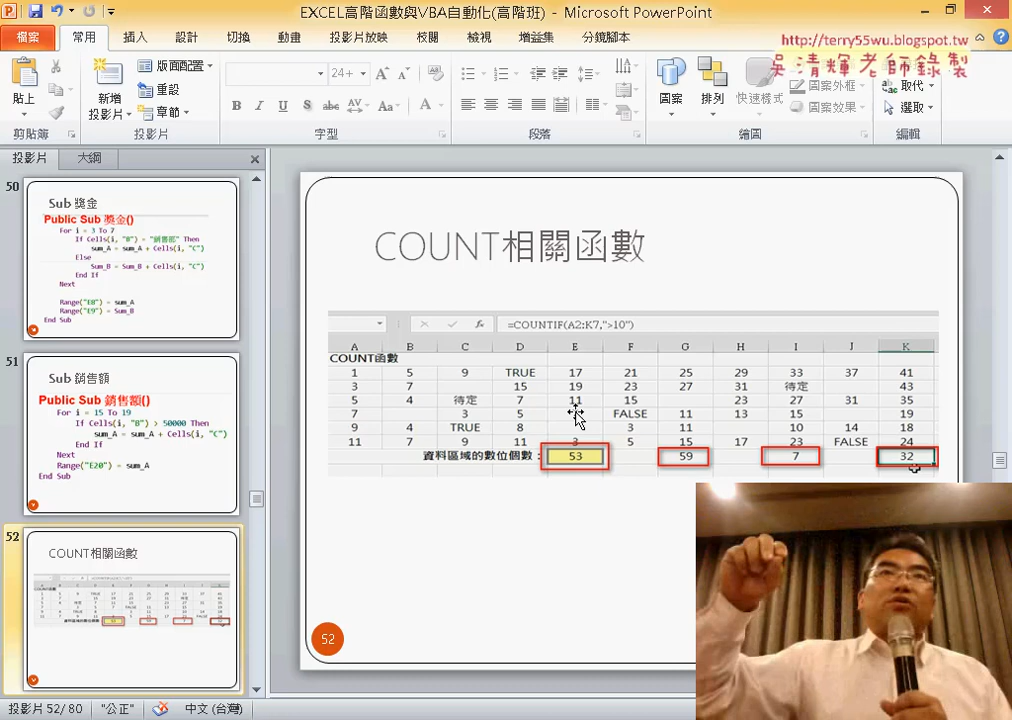 EXCEL高階函數與VBA自動化(高階班) - Microsoft PowerPoint
檔案 常用 插入 設計 切換 動畫 投影片放映 校閱 檢視 增益集 分鏡腳本
http://terry55wu.blogspot.tw
吳清輝老師錄製
貼上 新增投影片 版面配置 重設 章節 24 圖案 排列 快速樣式 圖案外框 圖案效果 取代 選取
剪貼簿 投影片 字型 段落 繪圖 編輯
投影片 大綱
50
Sub 獎金
Public Sub 獎金()
For i = 3 To 7
If Cells(i, "B") = "銷售部" Then
sum_A = sum_A + Cells(i, "C")
Else
Sum_B = Sum_B + Cells(i, "C")
End If
Next
Range("E8") = sum_A
Range("E9") = Sum_B
End Sub
51
Sub 銷售額
Public Sub 銷售額()
For i = 15 To 19
If Cells(i, "B") > 50000 Then
sum_A = sum_A + Cells(i, "C")
End If
Next
Range("E20") = sum_A
End Sub
52
COUNT相關函數
COUNT相關函數
=COUNTIF(A2:K7,">10")
A B C D E F G H I J K
COUNT函數
1 5 9 TRUE 17 21 25 29 33 37 41
3 7 15 19 23 27 31 待定 43
5 4 待定 7 11 15 23 27 31 35
7 3 5 FALSE 11 13 15 19
9 4 TRUE 8 3 11 10 14 18
11 7 9 11 3 5 15 17 23 FALSE 24
資料區域的數位個數： 53 59 7 32
52
投影片 52/80 "公正" 中文 (台灣)